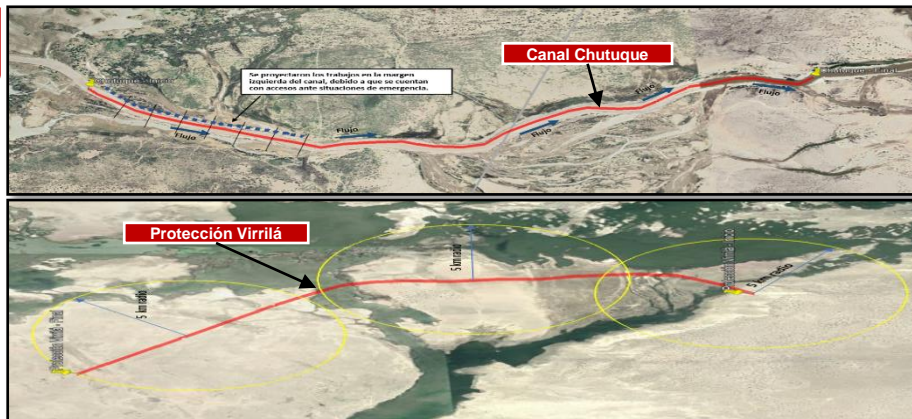 Canal Chutuque
Se proyectaron los trabajos en la margen
izquierda del canal, debido a que se cuentan
con accesos ante situaciones de emergencia.
Flujo
Flujo
Flujo
Flujo
Flujo
Protección Virrilá
5 km radio
5 km radio
5 km radio